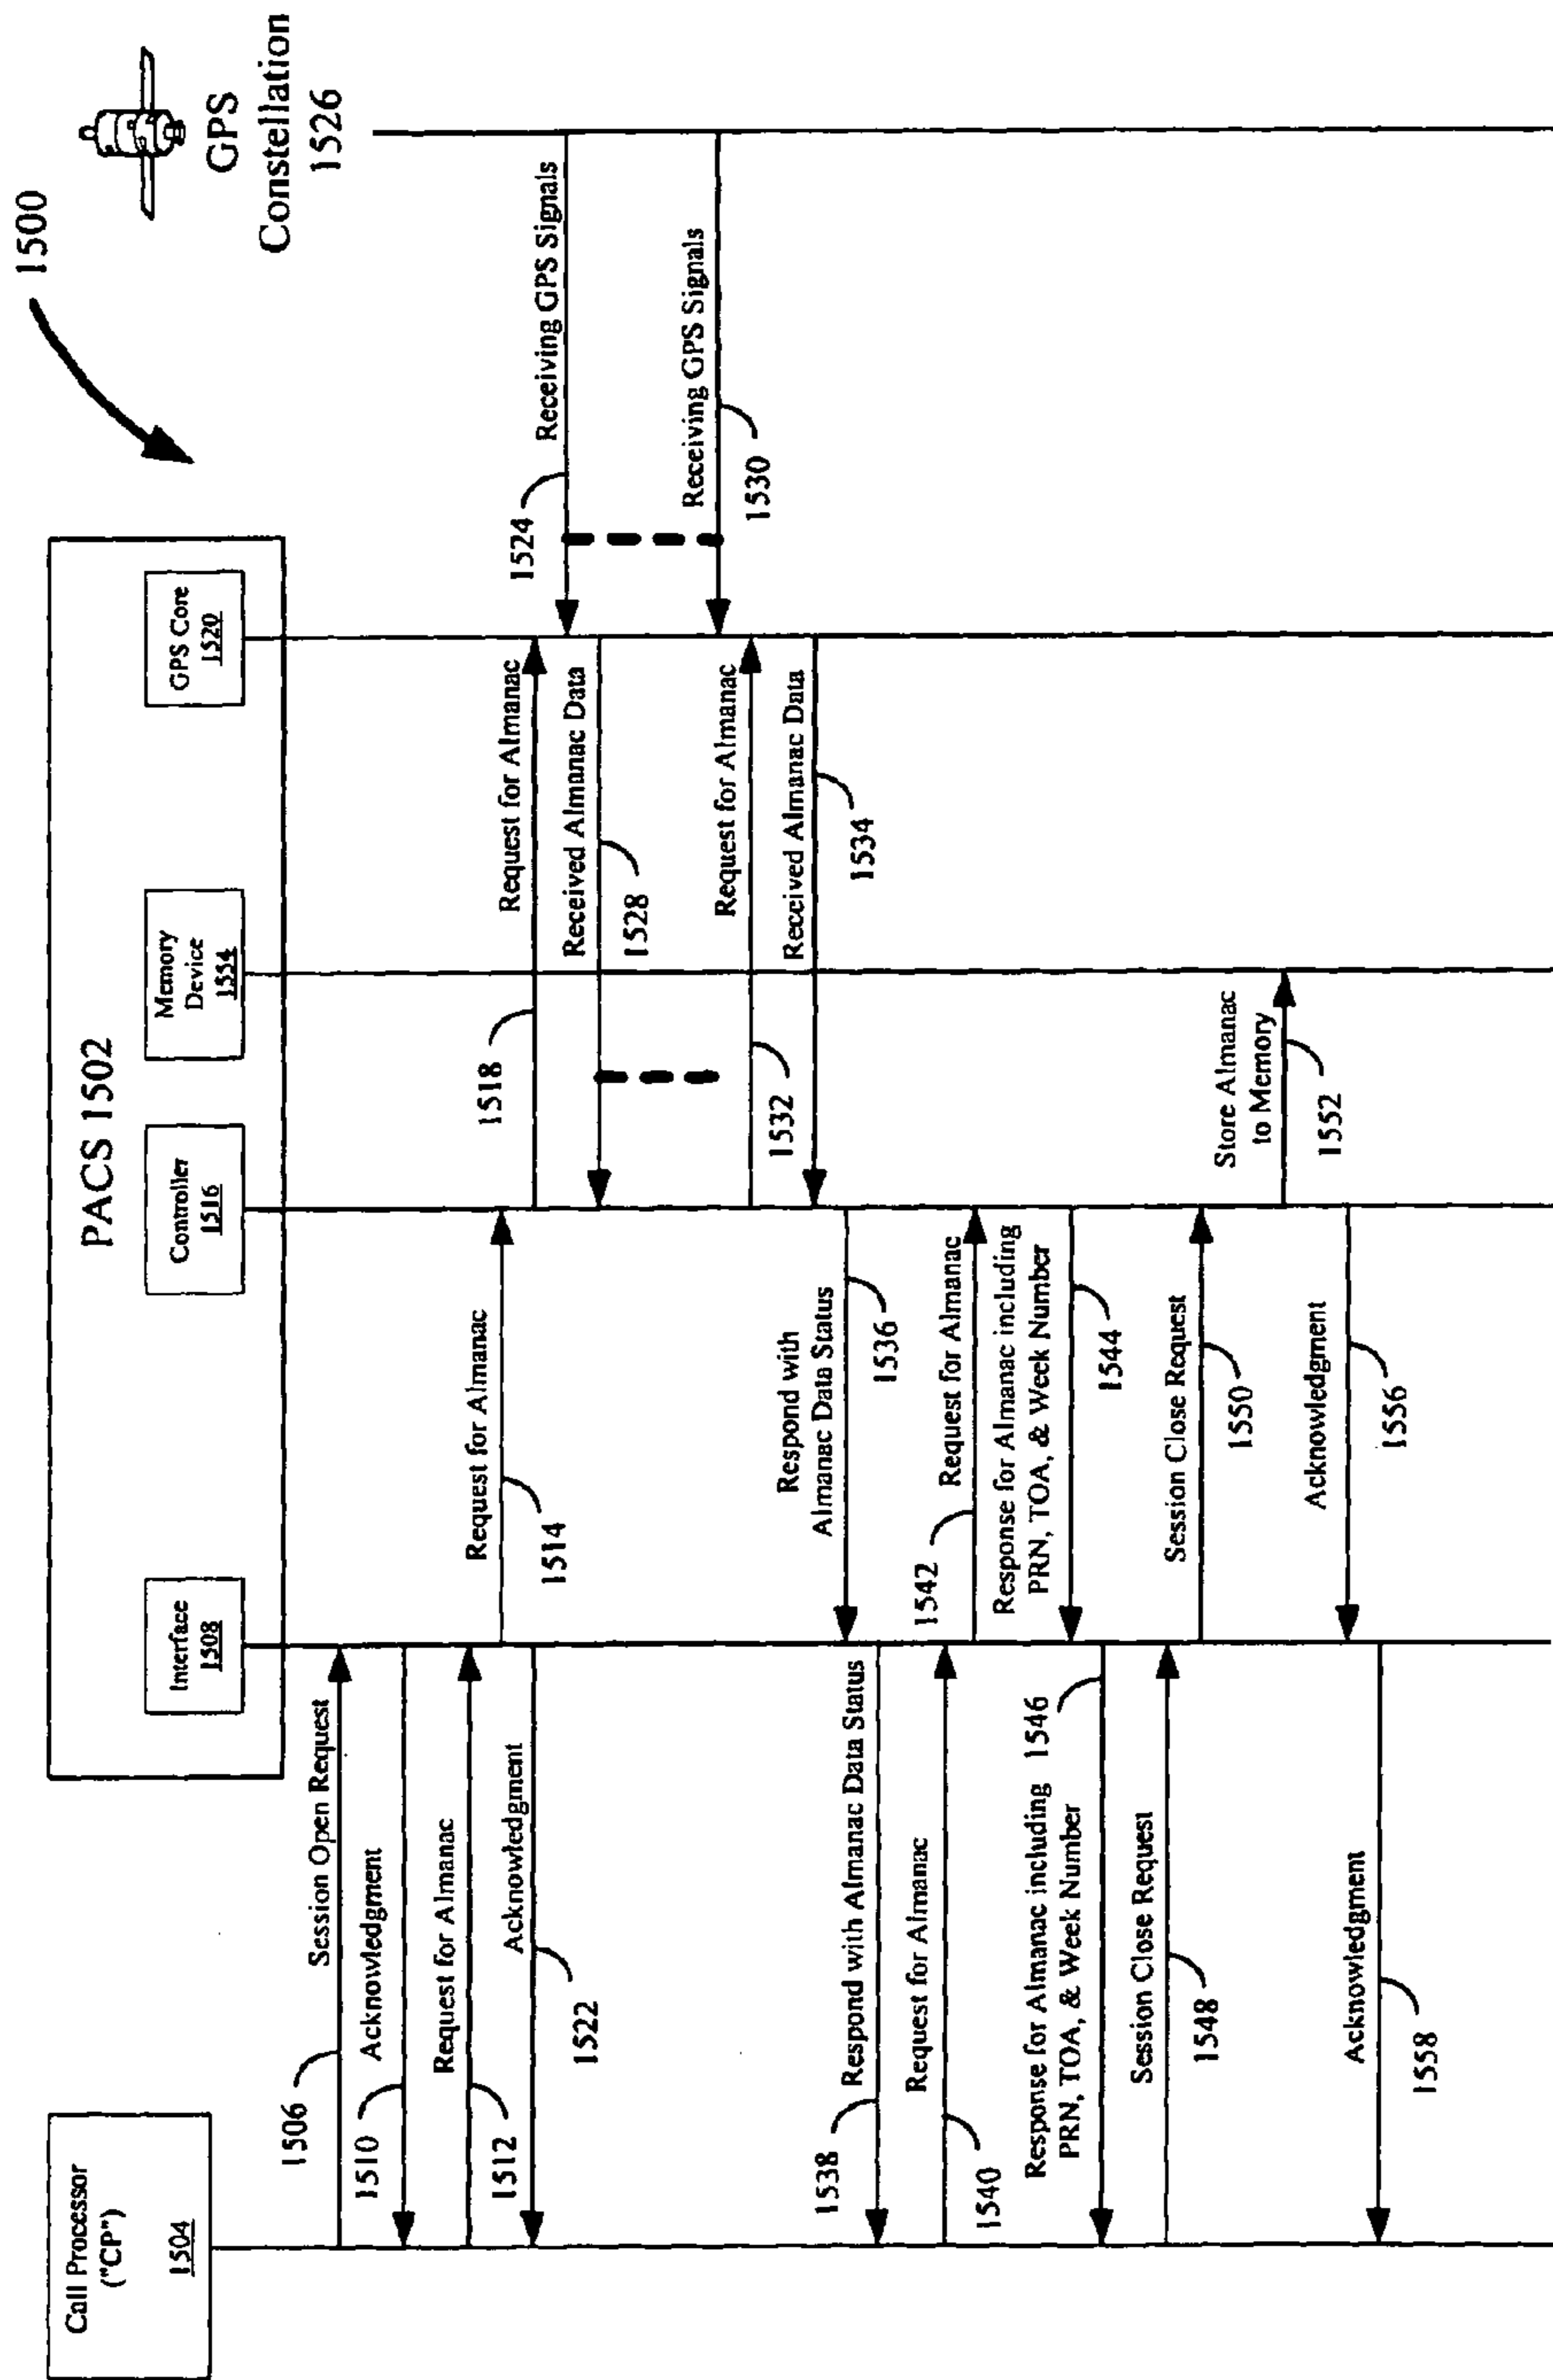 1500
Call Processor
("CP")
1504
PACS 1502
Interface
1508
Controller
1516
Memory
Device
1554
GPS Core
1520
GPS
Constellation
1526
Session Open Request
1506
Acknowledgment
1510
Request for Almanac
1512
Request for Almanac
1514
Request for Almanac
1518
Acknowledgment
1522
Receiving GPS Signals
1524
Received Almanac Data
1528
Receiving GPS Signals
1530
Request for Almanac
1532
Received Almanac Data
1534
Respond with
Almanac Data Status
1536
Respond with Almanac Data Status
1538
Request for Almanac
1540
Request for Almanac
1542
Response for Almanac including
PRN, TOA, & Week Number
1544
Response for Almanac including
PRN, TOA, & Week Number
1546
Session Close Request
1548
Session Close Request
1550
Store Almanac
to Memory
1552
Acknowledgment
1556
Acknowledgment
1558